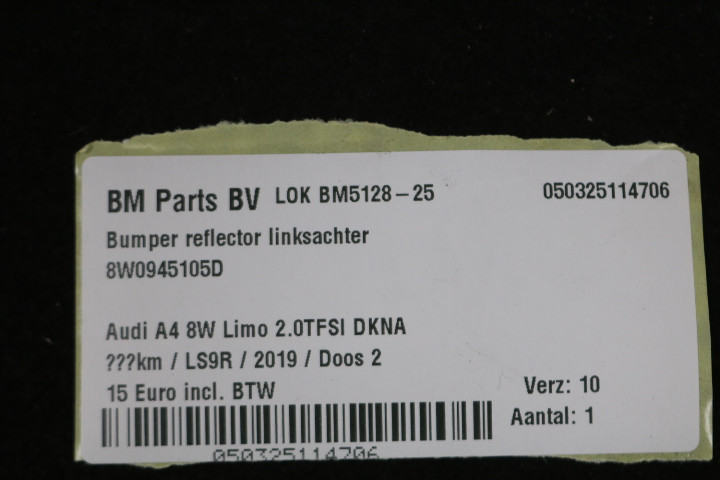 BM Parts BV LOK BM5128-25 050325114706
Bumper reflector linksachter
8W0945105D
Audi A4 8W Limo 2.0TFSI DKNA
???km / LS9R / 2019 / Doos 2
15 Euro incl. BTW Verz: 10
Aantal: 1
050325114706